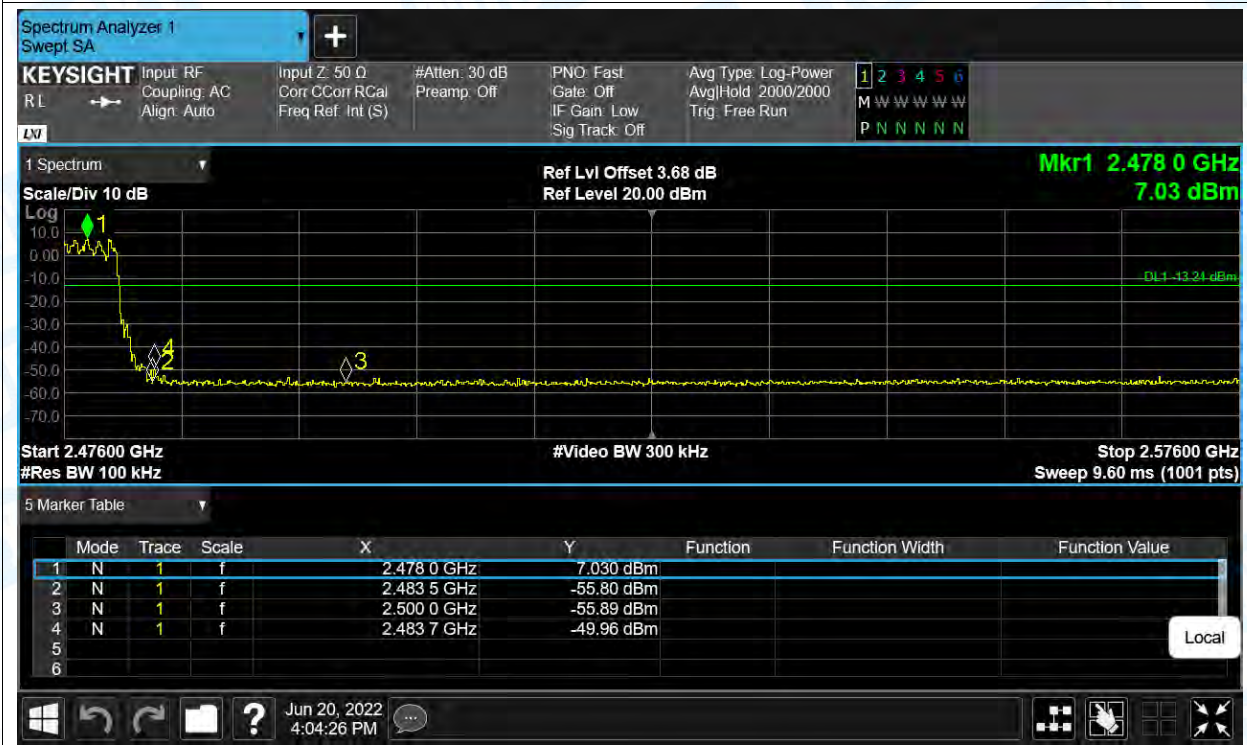 Spectrum Analyzer 1
Swept SA
+
KEYSIGHT Input: RF Input Z: 50 Ω #Atten: 30 dB PNO: Fast Avg Type: Log-Power 1 2 3 4 5 6
RL Coupling: AC Corr CCorr RCal Preamp: Off Gate: Off Avg|Hold: 2000/2000 M W W W W W W
Align: Auto Freq Ref: Int (S) IF Gain: Low Trig: Free Run
LXI Sig Track: Off P N N N N N N
1 Spectrum Ref Lvl Offset 3.68 dB Mkr1 2.478 0 GHz
Scale/Div 10 dB Ref Level 20.00 dBm 7.03 dBm
Log
1
10.0
0.00
-10.0 DL1 -13.24 dBm
-20.0
-30.0
-40.0 4
-50.0 2 3
-60.0
-70.0
Start 2.47600 GHz #Video BW 300 kHz Stop 2.57600 GHz
#Res BW 100 kHz Sweep 9.60 ms (1001 pts)
5 Marker Table
Mode Trace Scale X Y Function Function Width Function Value
1 N 1 f 2.478 0 GHz 7.030 dBm
2 N 1 f 2.483 5 GHz -55.80 dBm
3 N 1 f 2.500 0 GHz -55.89 dBm
4 N 1 f 2.483 7 GHz -49.96 dBm
5
6
Local
? Jun 20, 2022
4:04:26 PM